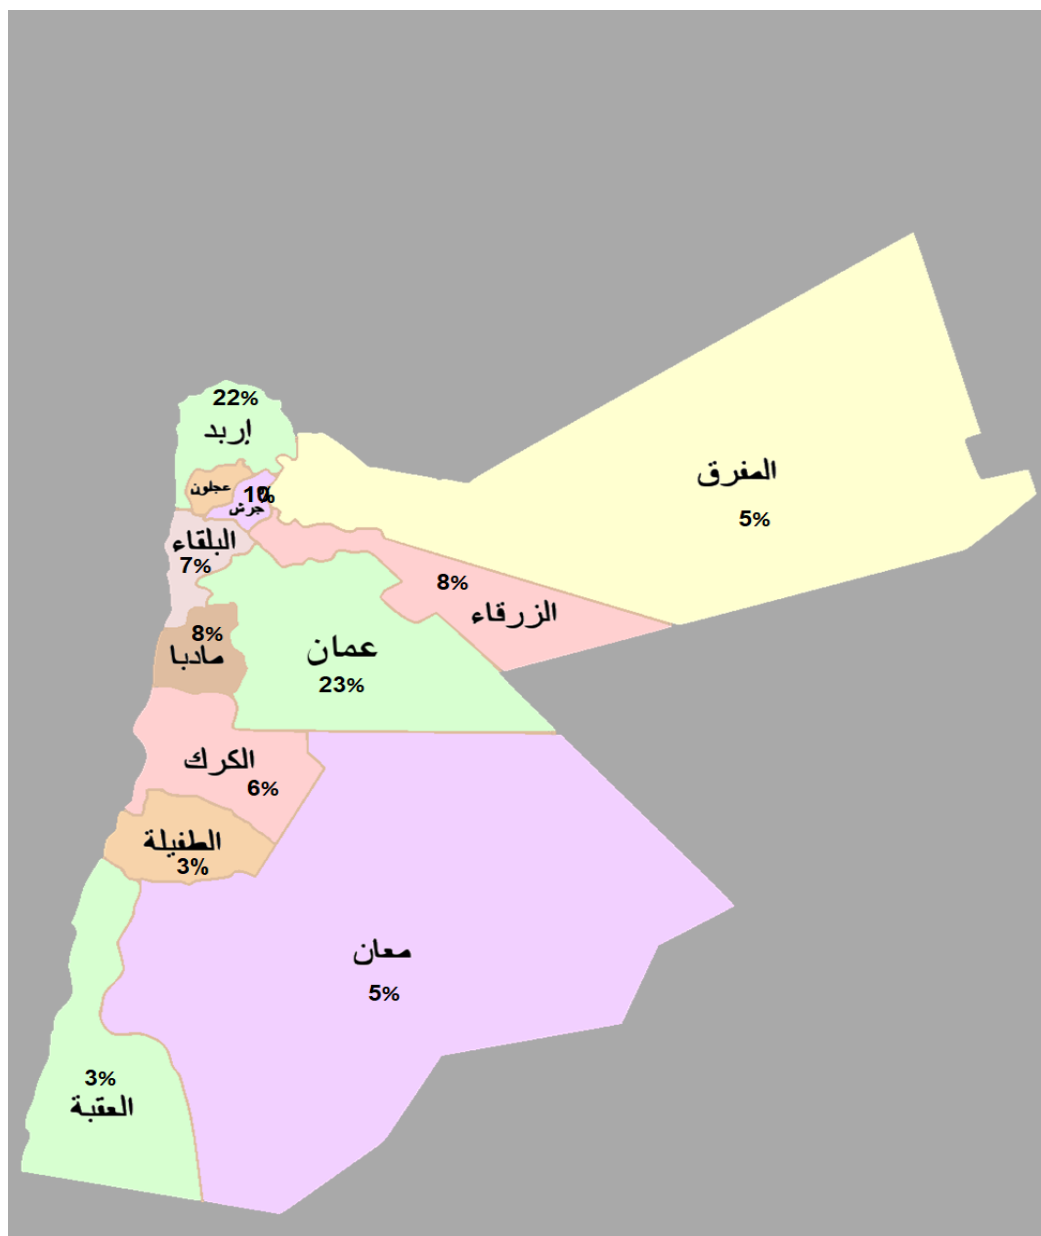 22%
إربد
عجلون
جرش
المفرق
5%
البلقاء
7%
8%
الزرقاء
8%
مادبا
عمان
23%
الكرك
6%
الطفيلة
3%
معان
5%
3%
العقبة